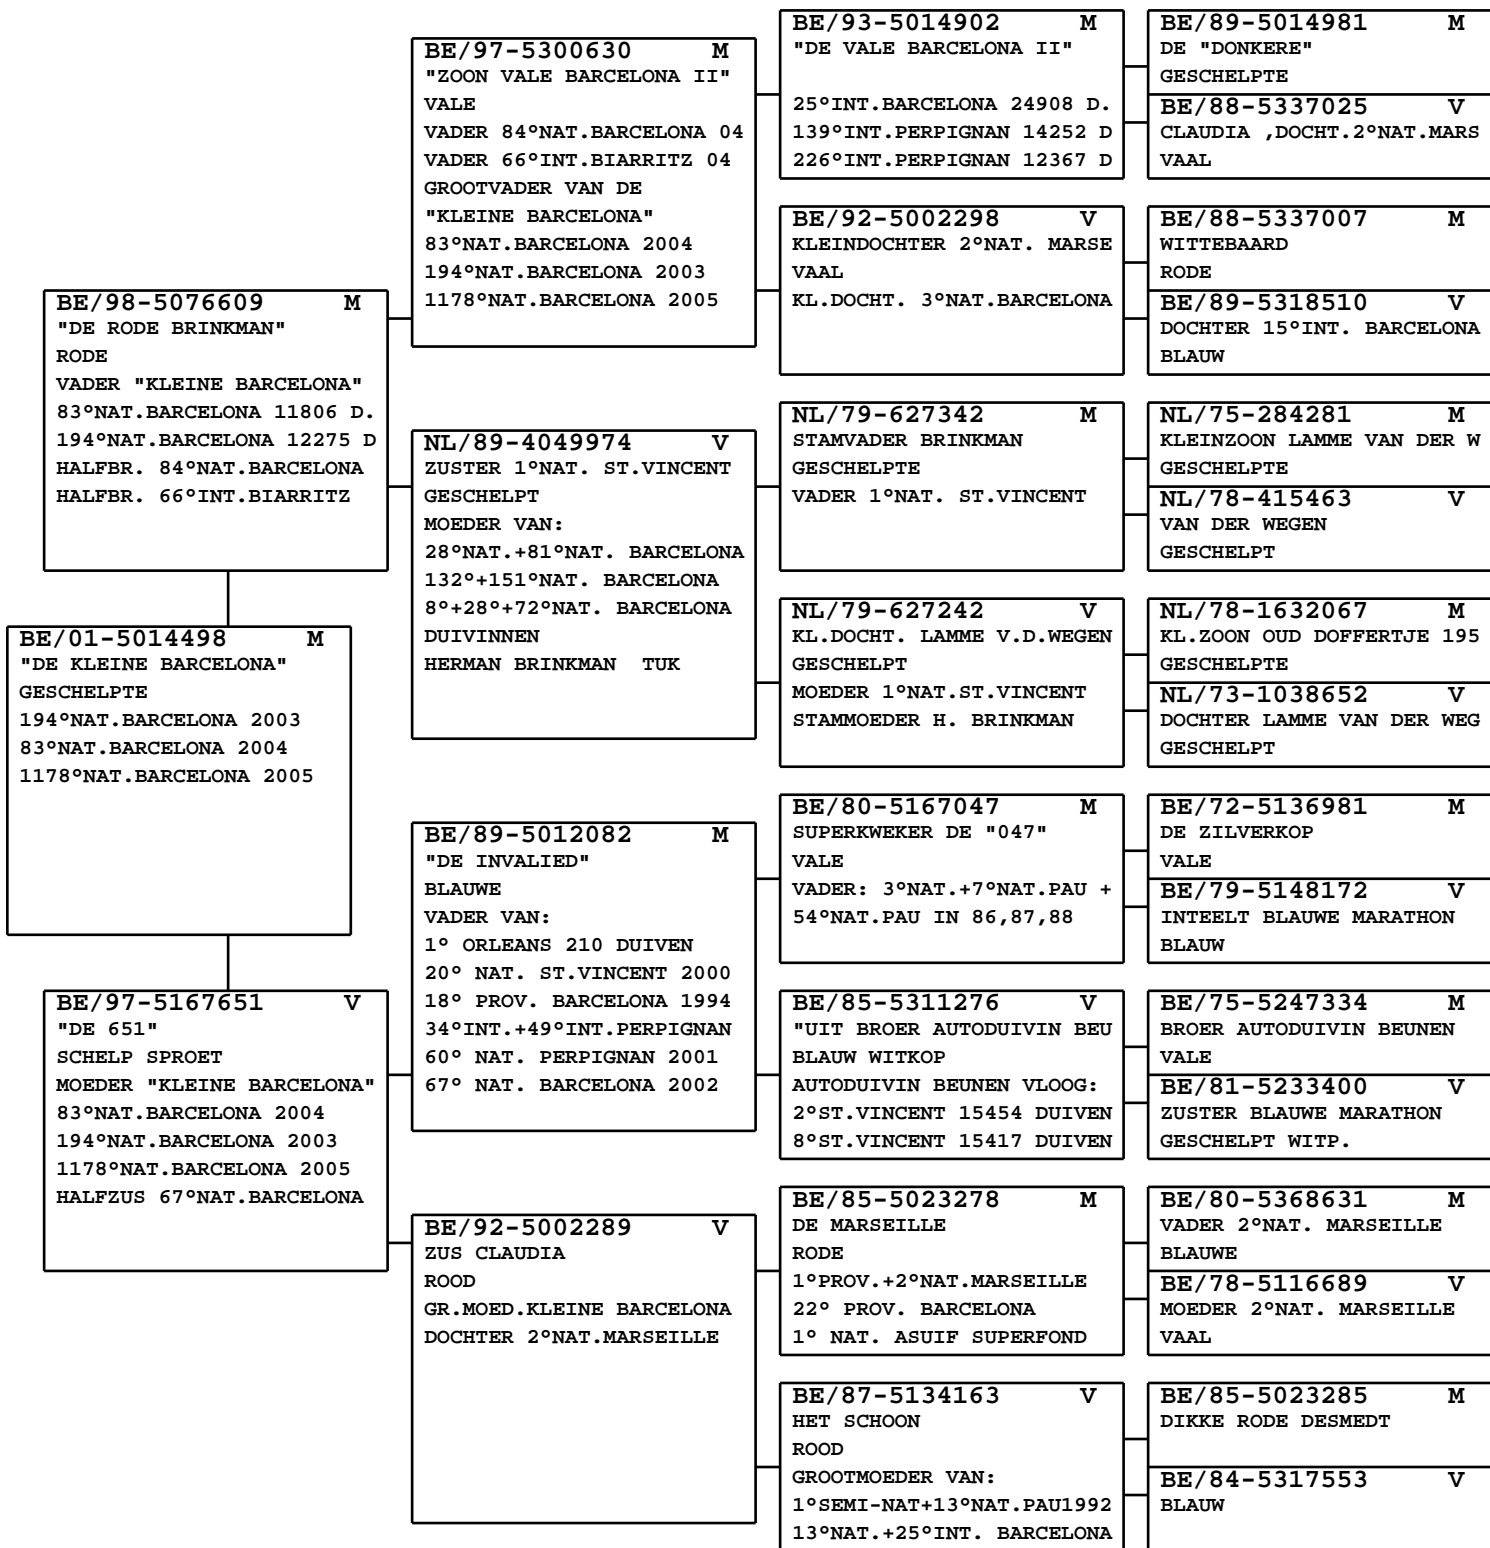 BE/01-5014498 M
"DE KLEINE BARCELONA"
GESCHELPTE
194°NAT.BARCELONA 2003
83°NAT.BARCELONA 2004
1178°NAT.BARCELONA 2005
BE/98-5076609 M
"DE RODE BRINKMAN"
RODE
VADER "KLEINE BARCELONA"
83°NAT.BARCELONA 11806 D.
194°NAT.BARCELONA 12275 D
HALFBR. 84°NAT.BARCELONA
HALFBR. 66°INT.BIARRITZ
BE/97-5167651 V
"DE 651"
SCHELP SPROET
MOEDER "KLEINE BARCELONA"
83°NAT.BARCELONA 2004
194°NAT.BARCELONA 2003
1178°NAT.BARCELONA 2005
HALFZUS 67°NAT.BARCELONA
BE/97-5300630 M
"ZOON VALE BARCELONA II"
VALE
VADER 84°NAT.BARCELONA 04
VADER 66°INT.BIARRITZ 04
GROOTVADER VAN DE
"KLEINE BARCELONA"
83°NAT.BARCELONA 2004
194°NAT.BARCELONA 2003
1178°NAT.BARCELONA 2005
NL/89-4049974 V
ZUSTER 1°NAT. ST.VINCENT
GESCHELPT
MOEDER VAN:
28°NAT.+81°NAT. BARCELONA
132°+151°NAT. BARCELONA
8°+28°+72°NAT. BARCELONA
DUIVINNEN
HERMAN BRINKMAN TUK
BE/89-5012082 M
"DE INVALIED"
BLAUWE
VADER VAN:
1° ORLEANS 210 DUIVEN
20° NAT. ST.VINCENT 2000
18° PROV. BARCELONA 1994
34°INT.+49°INT.PERPIGNAN
60° NAT. PERPIGNAN 2001
67° NAT. BARCELONA 2002
BE/92-5002289 V
ZUS CLAUDIA
ROOD
GR.MOED.KLEINE BARCELONA
DOCHTER 2°NAT.MARSEILLE
BE/93-5014902 M
"DE VALE BARCELONA II"
25°INT.BARCELONA 24908 D.
139°INT.PERPIGNAN 14252 D
226°INT.PERPIGNAN 12367 D
BE/92-5002298 V
KLEINDOCHTER 2°NAT. MARSE
VAAL
KL.DOCHT. 3°NAT.BARCELONA
NL/79-627342 M
STAMVADER BRINKMAN
GESCHELPTE
VADER 1°NAT. ST.VINCENT
NL/79-627242 V
KL.DOCHT. LAMME V.D.WEGEN
GESCHELPT
MOEDER 1°NAT.ST.VINCENT
STAMMOEDER H. BRINKMAN
BE/80-5167047 M
SUPERKWEKER DE "047"
VALE
VADER: 3°NAT.+7°NAT.PAU +
54°NAT.PAU IN 86,87,88
BE/85-5311276 V
"UIT BROER AUTODUIVIN BEU
BLAUW WITKOP
AUTODUIVIN BEUNEN VLOOG:
2°ST.VINCENT 15454 DUIVEN
8°ST.VINCENT 15417 DUIVEN
BE/85-5023278 M
DE MARSEILLE
RODE
1°PROV.+2°NAT.MARSEILLE
22° PROV. BARCELONA
1° NAT. ASUIF SUPERFOND
BE/87-5134163 V
HET SCHOON
ROOD
GROOTMOEDER VAN:
1°SEMI-NAT+13°NAT.PAU1992
13°NAT.+25°INT. BARCELONA
BE/89-5014981 M
DE "DONKERE"
GESCHELPTE
BE/88-5337025 V
CLAUDIA ,DOCHT.2°NAT.MARS
VAAL
BE/88-5337007 M
WITTEBAARD
RODE
BE/89-5318510 V
DOCHTER 15°INT. BARCELONA
BLAUW
NL/75-284281 M
KLEINZOON LAMME VAN DER W
GESCHELPTE
NL/78-415463 V
VAN DER WEGEN
GESCHELPT
NL/78-1632067 M
KL.ZOON OUD DOFFERTJE 195
GESCHELPTE
NL/73-1038652 V
DOCHTER LAMME VAN DER WEG
GESCHELPT
BE/72-5136981 M
DE ZILVERKOP
VALE
BE/79-5148172 V
INTEELT BLAUWE MARATHON
BLAUW
BE/75-5247334 M
BROER AUTODUIVIN BEUNEN
VALE
BE/81-5233400 V
ZUSTER BLAUWE MARATHON
GESCHELPT WITP.
BE/80-5368631 M
VADER 2°NAT. MARSEILLE
BLAUWE
BE/78-5116689 V
MOEDER 2°NAT. MARSEILLE
VAAL
BE/85-5023285 M
DIKKE RODE DESMEDT
BE/84-5317553 V
BLAUW